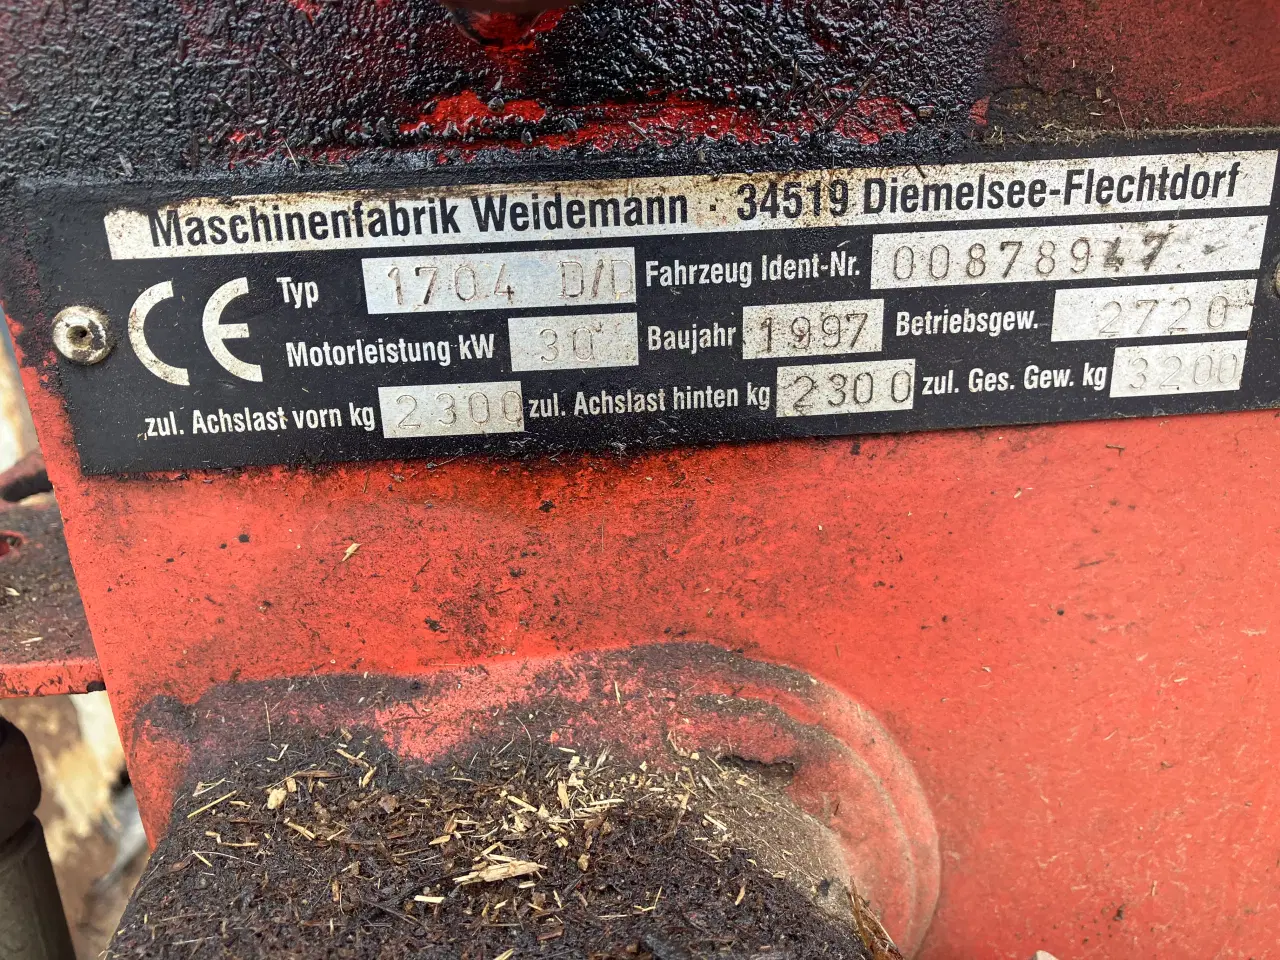 Maschinenfabrik Weidemann · 34519 Diemelsee-Flechtdorf
CE Typ 1704 D/D Fahrzeug Ident-Nr. 00878947
Motorleistung kW 30 Baujahr 1997 Betriebsgew. 2720
zul. Achslast vorn kg 2300 zul. Achslast hinten kg 2300 zul. Ges. Gew. kg 3200